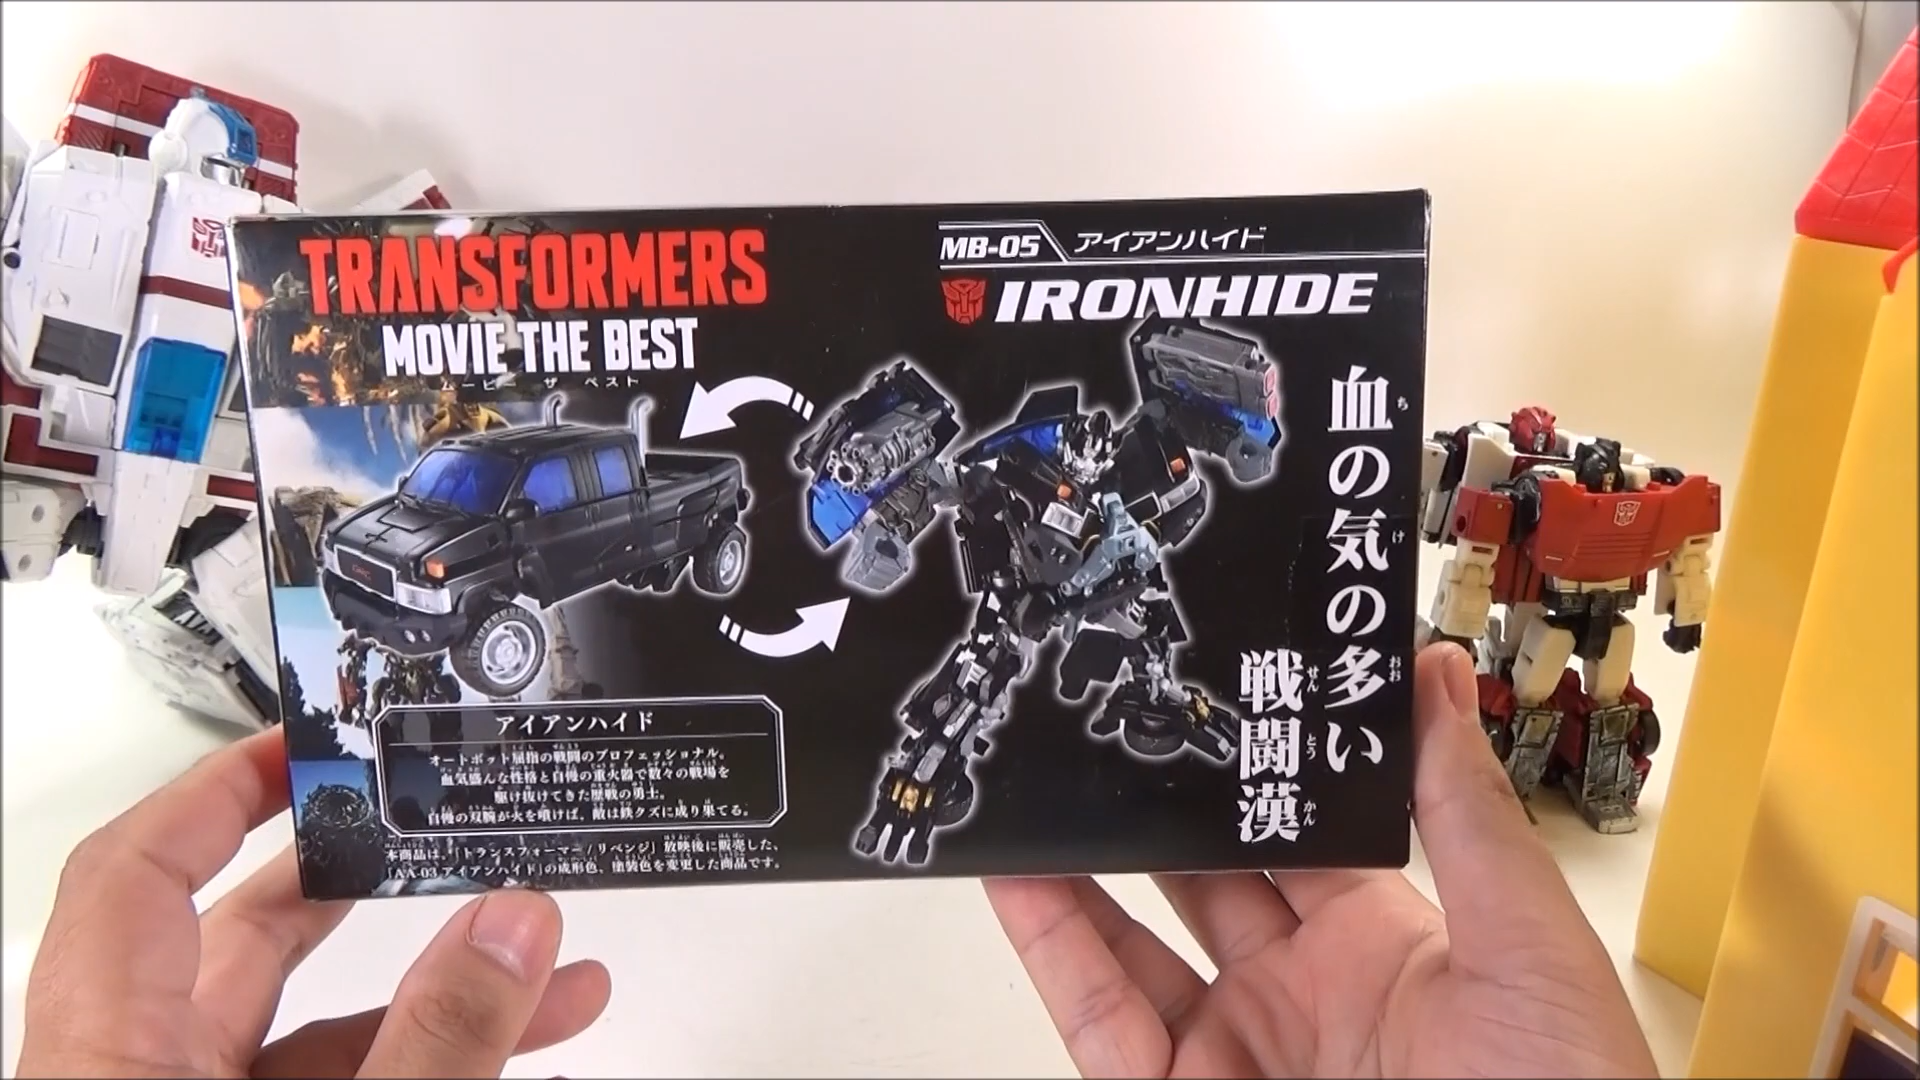 TRANSFORMERS
MOVIE THE BEST
ムービー ザ ベスト
MB-05 アイアンハイド
IRONHIDE
血の気の多い
戦闘漢
GMC
アイアンハイド
オートボット屈指の戦闘のプロフェッショナル。
血気盛んな性格と自慢の重火器で数々の戦場を
駆け抜けてきた歴戦の勇士。
自慢の双腕が火を噴けば、敵は鉄クズに成り果てる。
本商品は、「トランスフォーマー/リベンジ」放映後に販売した、
「AA-03 アイアンハイド」の成形色、塗装色を変更した商品です。